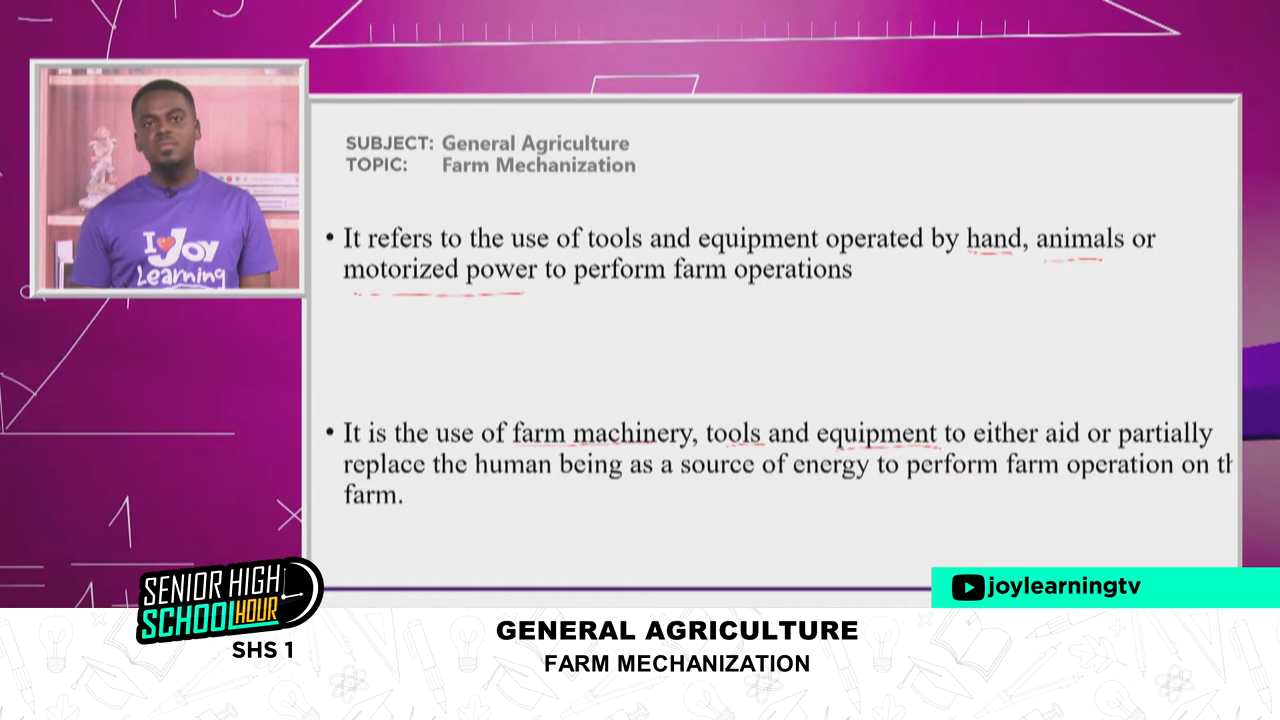 I ❤ JOY
Learning
SUBJECT: General Agriculture
TOPIC: Farm Mechanization
• It refers to the use of tools and equipment operated by hand, animals or
motorized power to perform farm operations
• It is the use of farm machinery, tools and equipment to either aid or partially
replace the human being as a source of energy to perform farm operation on th
farm.
joylearningtv
SENIOR HIGH
SCHOOL HOUR
SHS 1
GENERAL AGRICULTURE
FARM MECHANIZATION